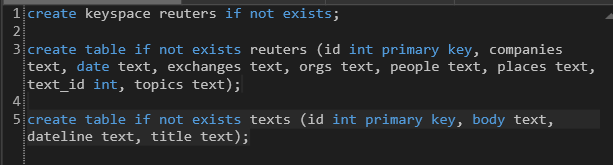 1 create keyspace reuters if not exists;
2
3 create table if not exists reuters (id int primary key, companies
text, date text, exchanges text, orgs text, people text, places text,
text_id int, topics text);
4
5 create table if not exists texts (id int primary key, body text,
dateline text, title text);